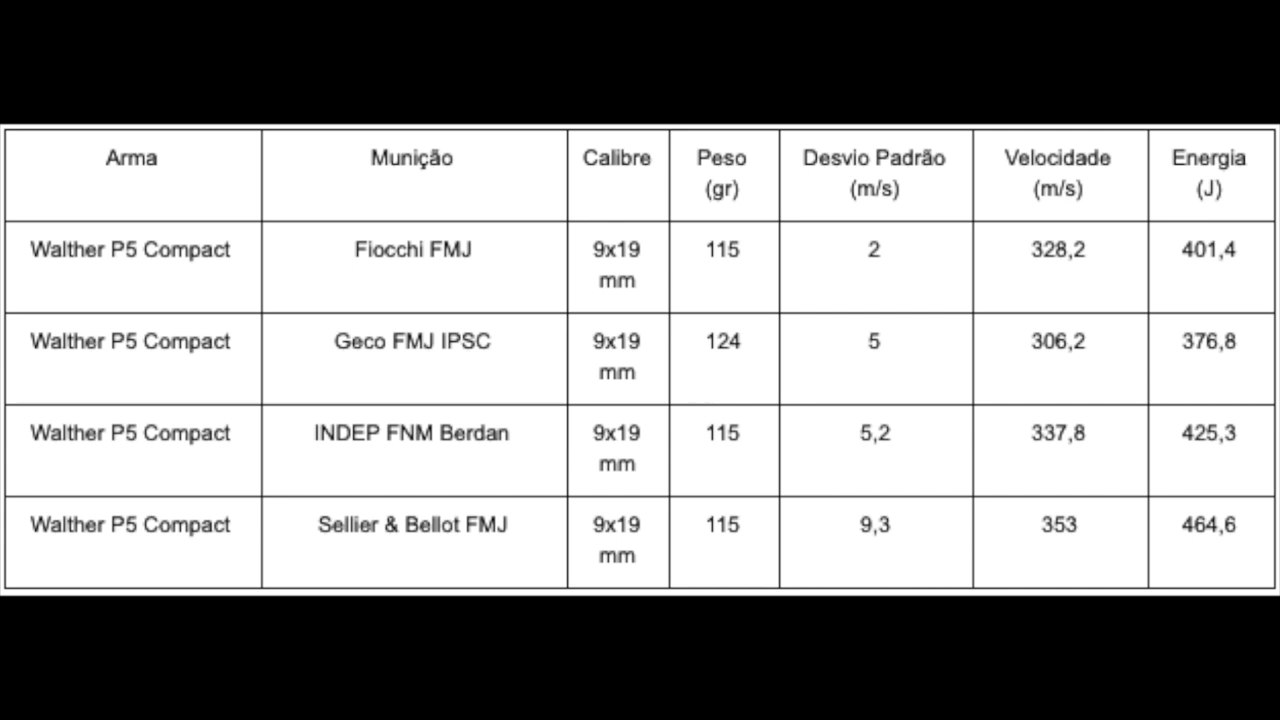 Arma Munição Calibre Peso Desvio Padrão Velocidade Energia
(gr) (m/s) (m/s) (J)
Walther P5 Compact Fiocchi FMJ 9x19 115 2 328,2 401,4
mm
Walther P5 Compact Geco FMJ IPSC 9x19 124 5 306,2 376,8
mm
Walther P5 Compact INDEP FNM Berdan 9x19 115 5,2 337,8 425,3
mm
Walther P5 Compact Sellier & Bellot FMJ 9x19 115 9,3 353 464,6
mm